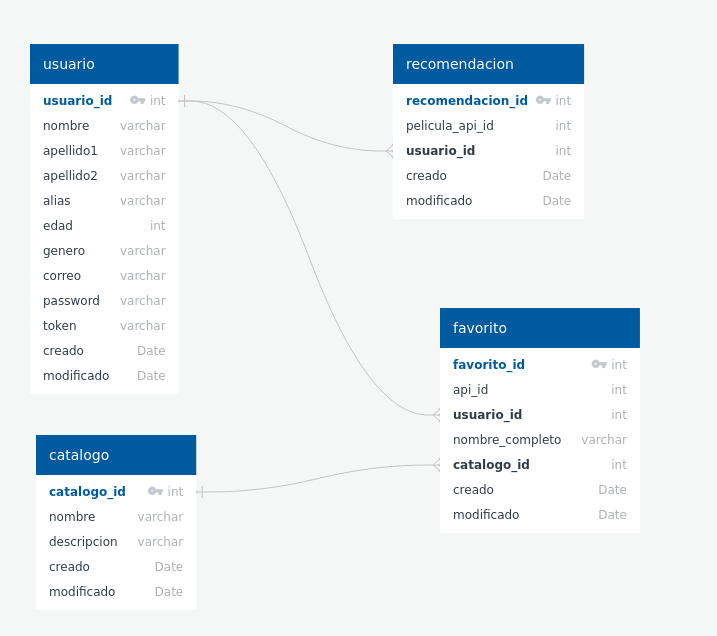 usuario
usuario_id int
nombre varchar
apellido1 varchar
apellido2 varchar
alias varchar
edad int
genero varchar
correo varchar
password varchar
token varchar
creado Date
modificado Date
recomendacion
recomendacion_id int
pelicula_api_id int
usuario_id int
creado Date
modificado Date
favorito
favorito_id int
api_id int
usuario_id int
nombre_completo varchar
catalogo_id int
creado Date
modificado Date
catalogo
catalogo_id int
nombre varchar
descripcion varchar
creado Date
modificado Date